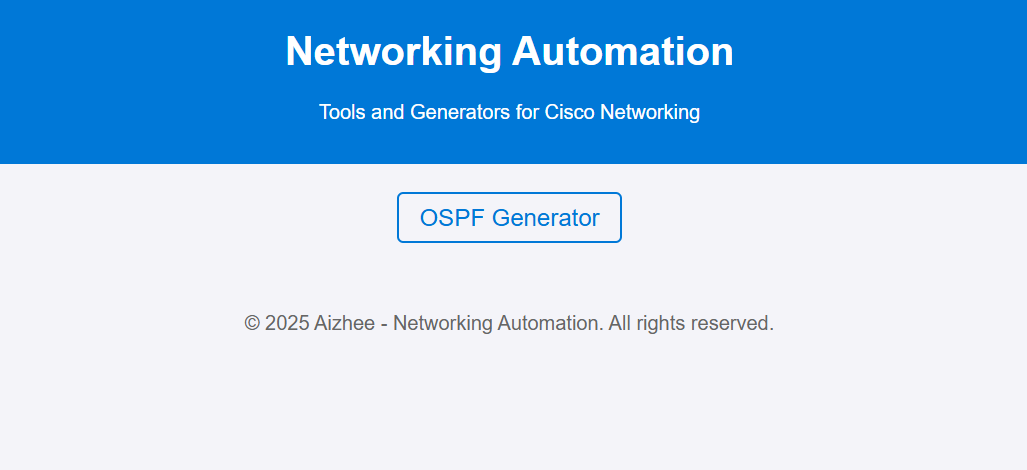 Networking Automation
Tools and Generators for Cisco Networking
OSPF Generator
© 2025 Aizhee - Networking Automation. All rights reserved.